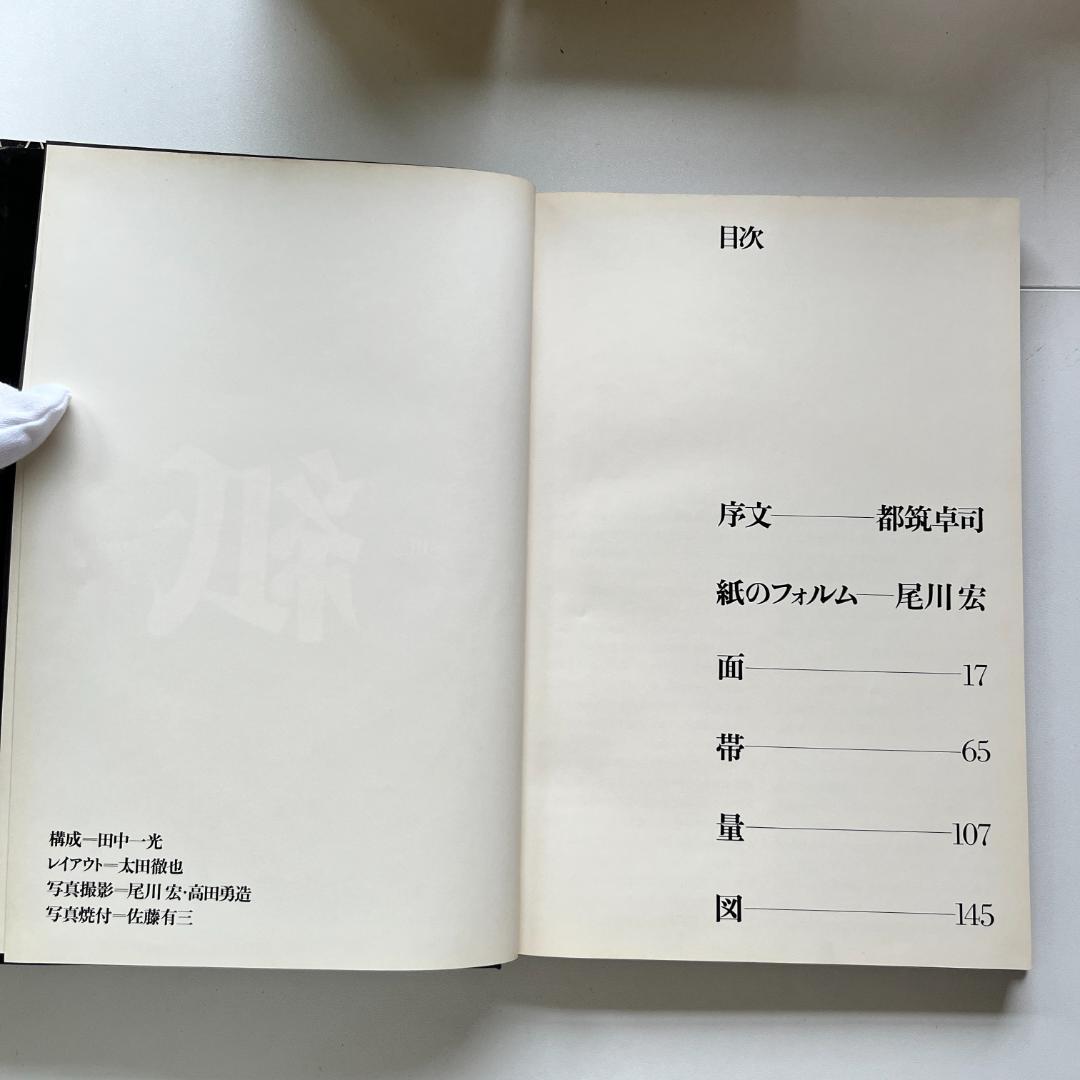 構成=田中一光
レイアウト=太田徹也
写真撮影=尾川 宏・高田勇造
写真焼付=佐藤有三
目次
序文———都筑卓司
紙のフォルム—尾川 宏
面———17
帯———65
量———107
図———145